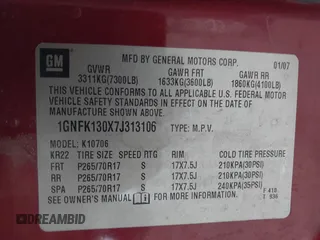 GM
MFD BY GENERAL MOTORS CORP. 01/07
GVWR GAWR FRT GAWR RR
3311KG(7300LB) 1633KG(3600LB) 1860KG(4100LB)
THIS VEHICLE CONFORMS TO ALL APPLICABLE U.S. FEDERAL MOTOR
VEHICLE SAFETY STANDARDS IN EFFECT ON THE DATE OF
MANUFACTURE SHOWN ABOVE.
1GNFK130X7J313106 TYPE: M.P.V.
MODEL: K10706
KR22 TIRE SIZE SPEED RTG RIM COLD TIRE PRESSURE
FRT P265/70R17 S 17X7.5J 210KPA(30PSI)
RR P265/70R17 S 17X7.5J 210KPA(30PSI)
SPA P265/70R17 S 17X7.5J 240KPA(35PSI)
SEE OWNER'S MANUAL FOR ADDITIONAL INFORMATION.
AutoBidMaster